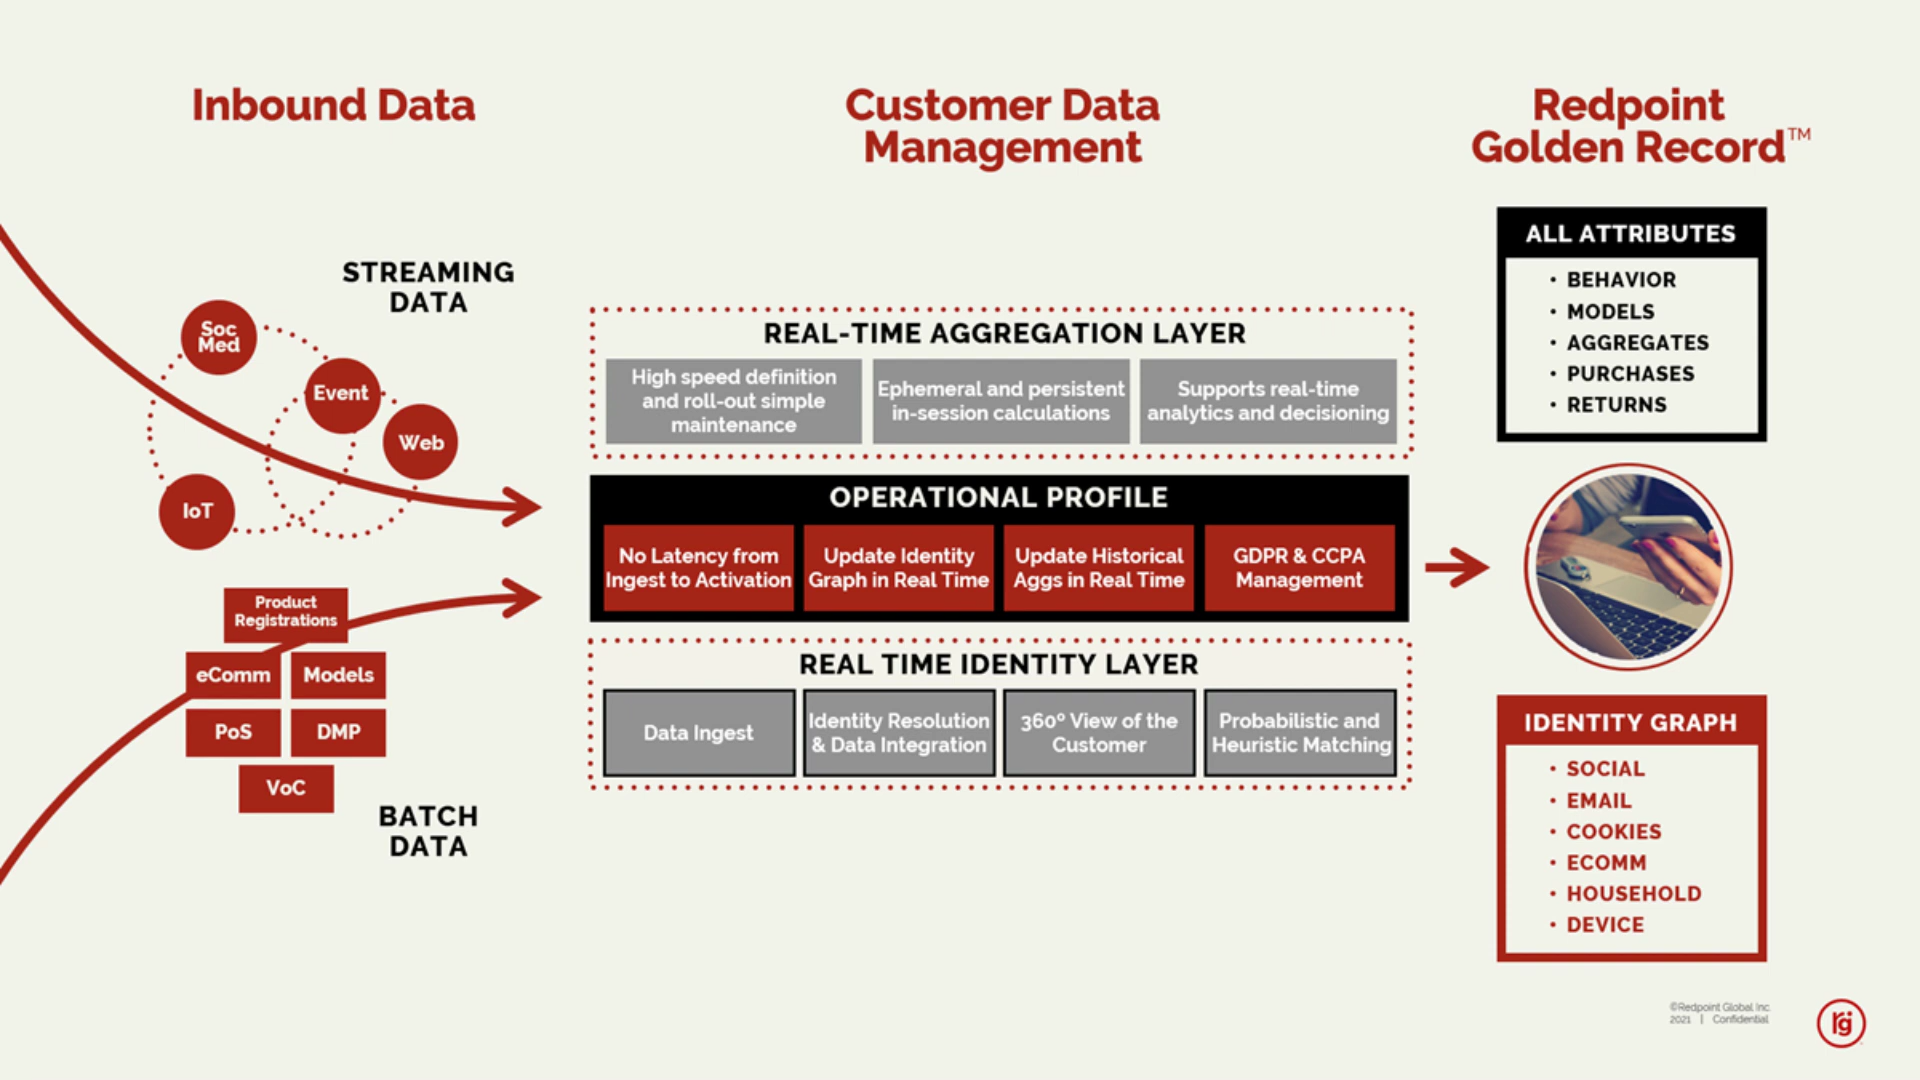 Inbound Data
STREAMING
DATA
Soc
Med
Event
Web
IoT
Product
Registrations
eComm
Models
PoS
DMP
VoC
BATCH
DATA
Customer Data
Management
REAL-TIME AGGREGATION LAYER
High speed definition
and roll-out simple
maintenance
Ephemeral and persistent
in-session calculations
Supports real-time
analytics and decisioning
OPERATIONAL PROFILE
No Latency from
Ingest to Activation
Update Identity
Graph in Real Time
Update Historical
Aggs in Real Time
GDPR & CCPA
Management
REAL TIME IDENTITY LAYER
Data Ingest
Identity Resolution
& Data Integration
360º View of the
Customer
Probabilistic and
Heuristic Matching
Redpoint
Golden Record™
ALL ATTRIBUTES
• BEHAVIOR
• MODELS
• AGGREGATES
• PURCHASES
• RETURNS
IDENTITY GRAPH
• SOCIAL
• EMAIL
• COOKIES
• ECOMM
• HOUSEHOLD
• DEVICE
©Redpoint Global Inc.
2021 | Confidential
rg